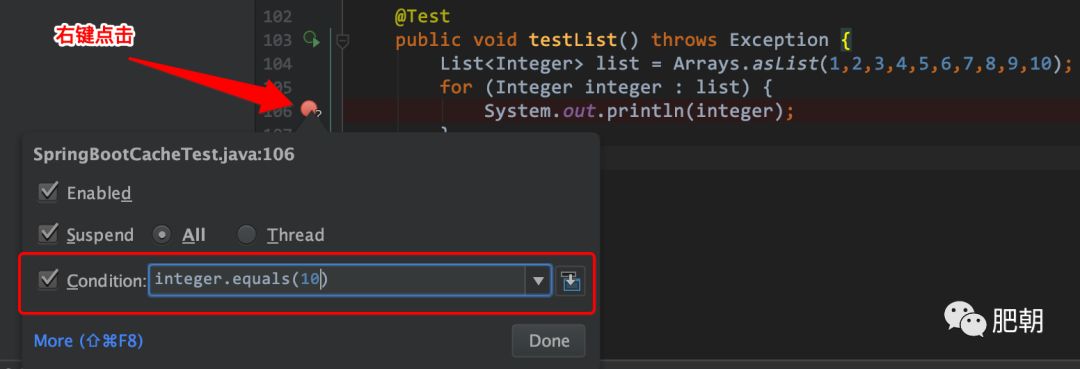 右键点击
102 @Test
103 public void testList() throws Exception {
104 List<Integer> list = Arrays.asList(1,2,3,4,5,6,7,8,9,10);
105 for (Integer integer : list) {
106 System.out.println(integer);
107 }
SpringBootCacheTest.java:106
Enabled
Suspend All Thread
Condition: integer.equals(10)
More (⇧⌘F8) Done
肥朝